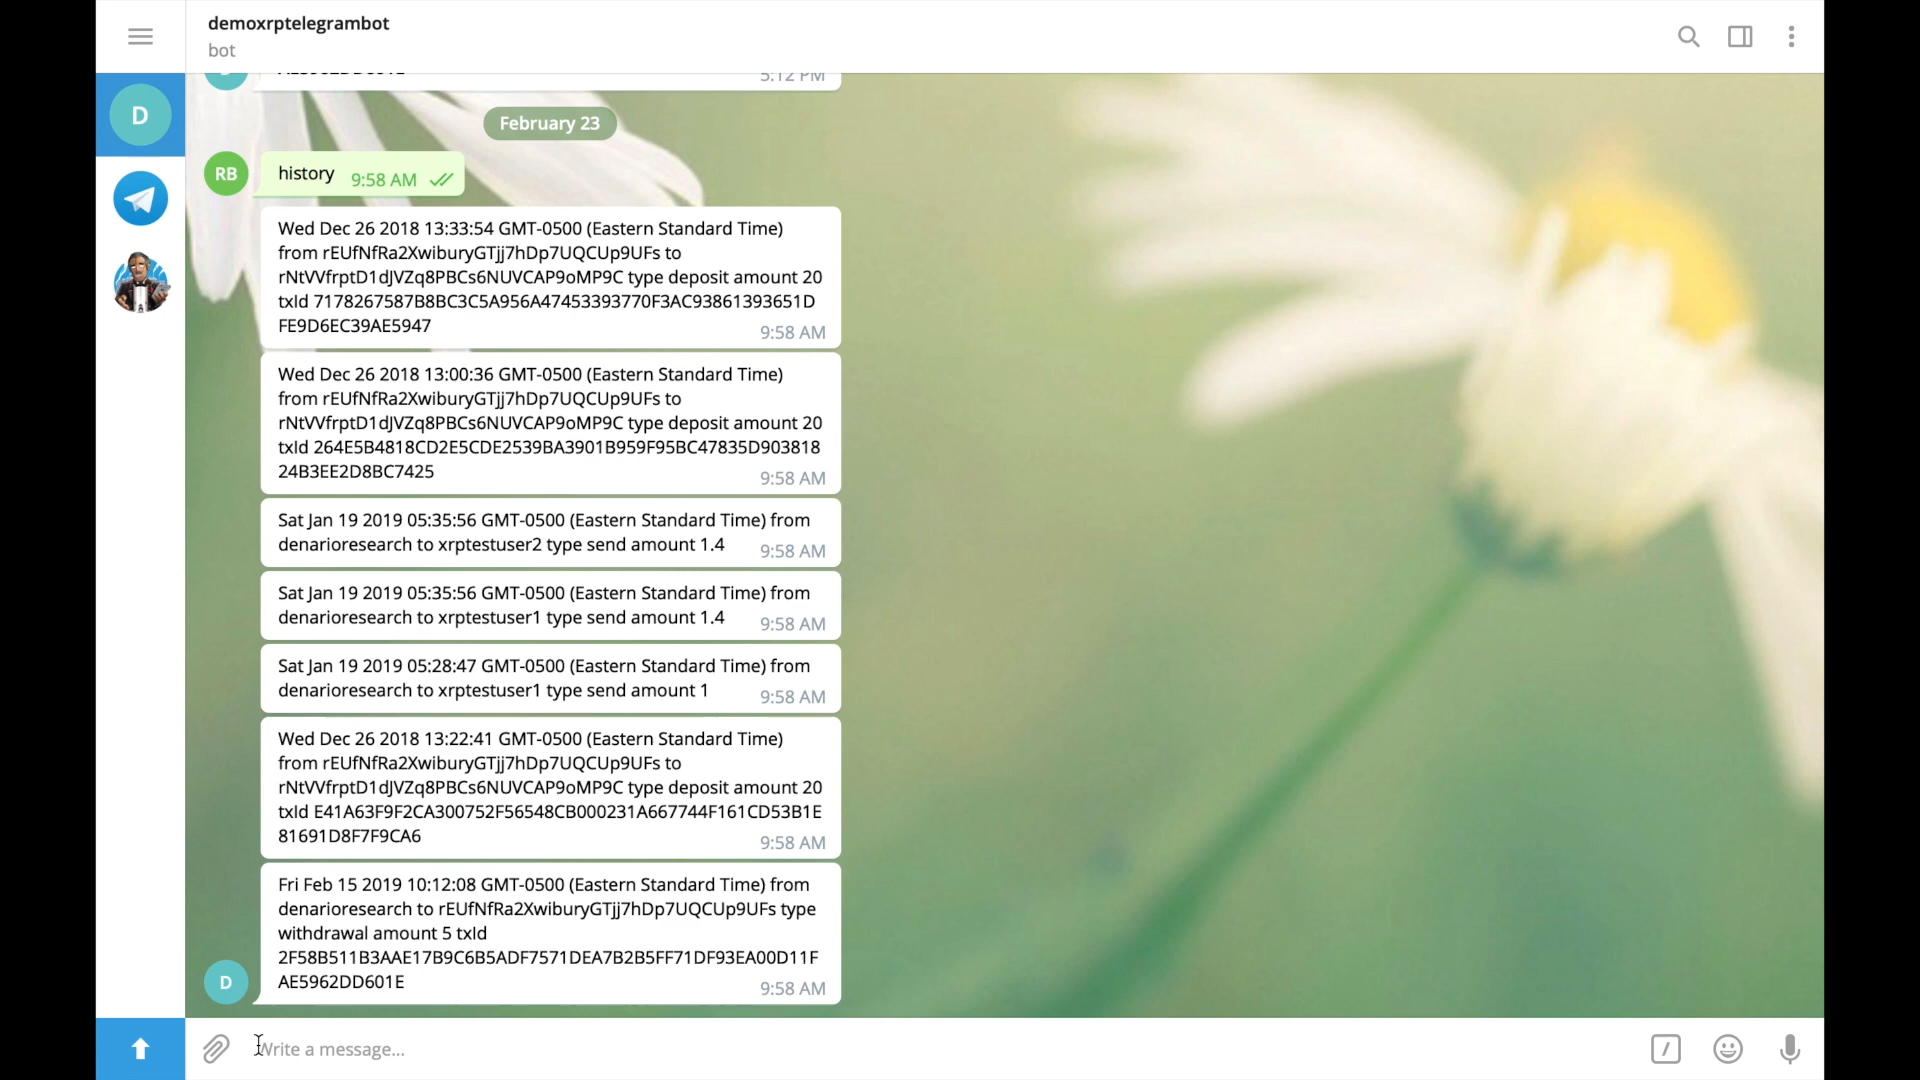 demoxrptelegrambot
bot
D
5:12 PM
February 23
RB
history 9:58 AM
Wed Dec 26 2018 13:33:54 GMT-0500 (Eastern Standard Time)
from rEUfNfRa2XwiburyGTjj7hDp7UQCUp9UFs to
rNtVVfrptD1dJVZq8PBCs6NUVCAP9oMP9C type deposit amount 20
txId 7178267587B8BC3C5A956A47453393770F3AC93861393651D
FE9D6EC39AE5947
9:58 AM
Wed Dec 26 2018 13:00:36 GMT-0500 (Eastern Standard Time)
from rEUfNfRa2XwiburyGTjj7hDp7UQCUp9UFs to
rNtVVfrptD1dJVZq8PBCs6NUVCAP9oMP9C type deposit amount 20
txId 264E5B4818CD2E5CDE2539BA3901B959F95BC47835D903818
24B3EE2D8BC7425
9:58 AM
Sat Jan 19 2019 05:35:56 GMT-0500 (Eastern Standard Time) from
denarioresearch to xrptestuser2 type send amount 1.4
9:58 AM
Sat Jan 19 2019 05:35:56 GMT-0500 (Eastern Standard Time) from
denarioresearch to xrptestuser1 type send amount 1.4
9:58 AM
Sat Jan 19 2019 05:28:47 GMT-0500 (Eastern Standard Time) from
denarioresearch to xrptestuser1 type send amount 1
9:58 AM
Wed Dec 26 2018 13:22:41 GMT-0500 (Eastern Standard Time)
from rEUfNfRa2XwiburyGTjj7hDp7UQCUp9UFs to
rNtVVfrptD1dJVZq8PBCs6NUVCAP9oMP9C type deposit amount 20
txId E41A63F9F2CA300752F56548CB000231A667744F161CD53B1E
81691D8F7F9CA6
9:58 AM
Fri Feb 15 2019 10:12:08 GMT-0500 (Eastern Standard Time) from
denarioresearch to rEUfNfRa2XwiburyGTjj7hDp7UQCUp9UFs type
withdrawal amount 5 txId
2F58B511B3AAE17B9C6B5ADF7571DEA7B2B5FF71DF93EA00D11F
AE5962DD601E
9:58 AM
D
Write a message...